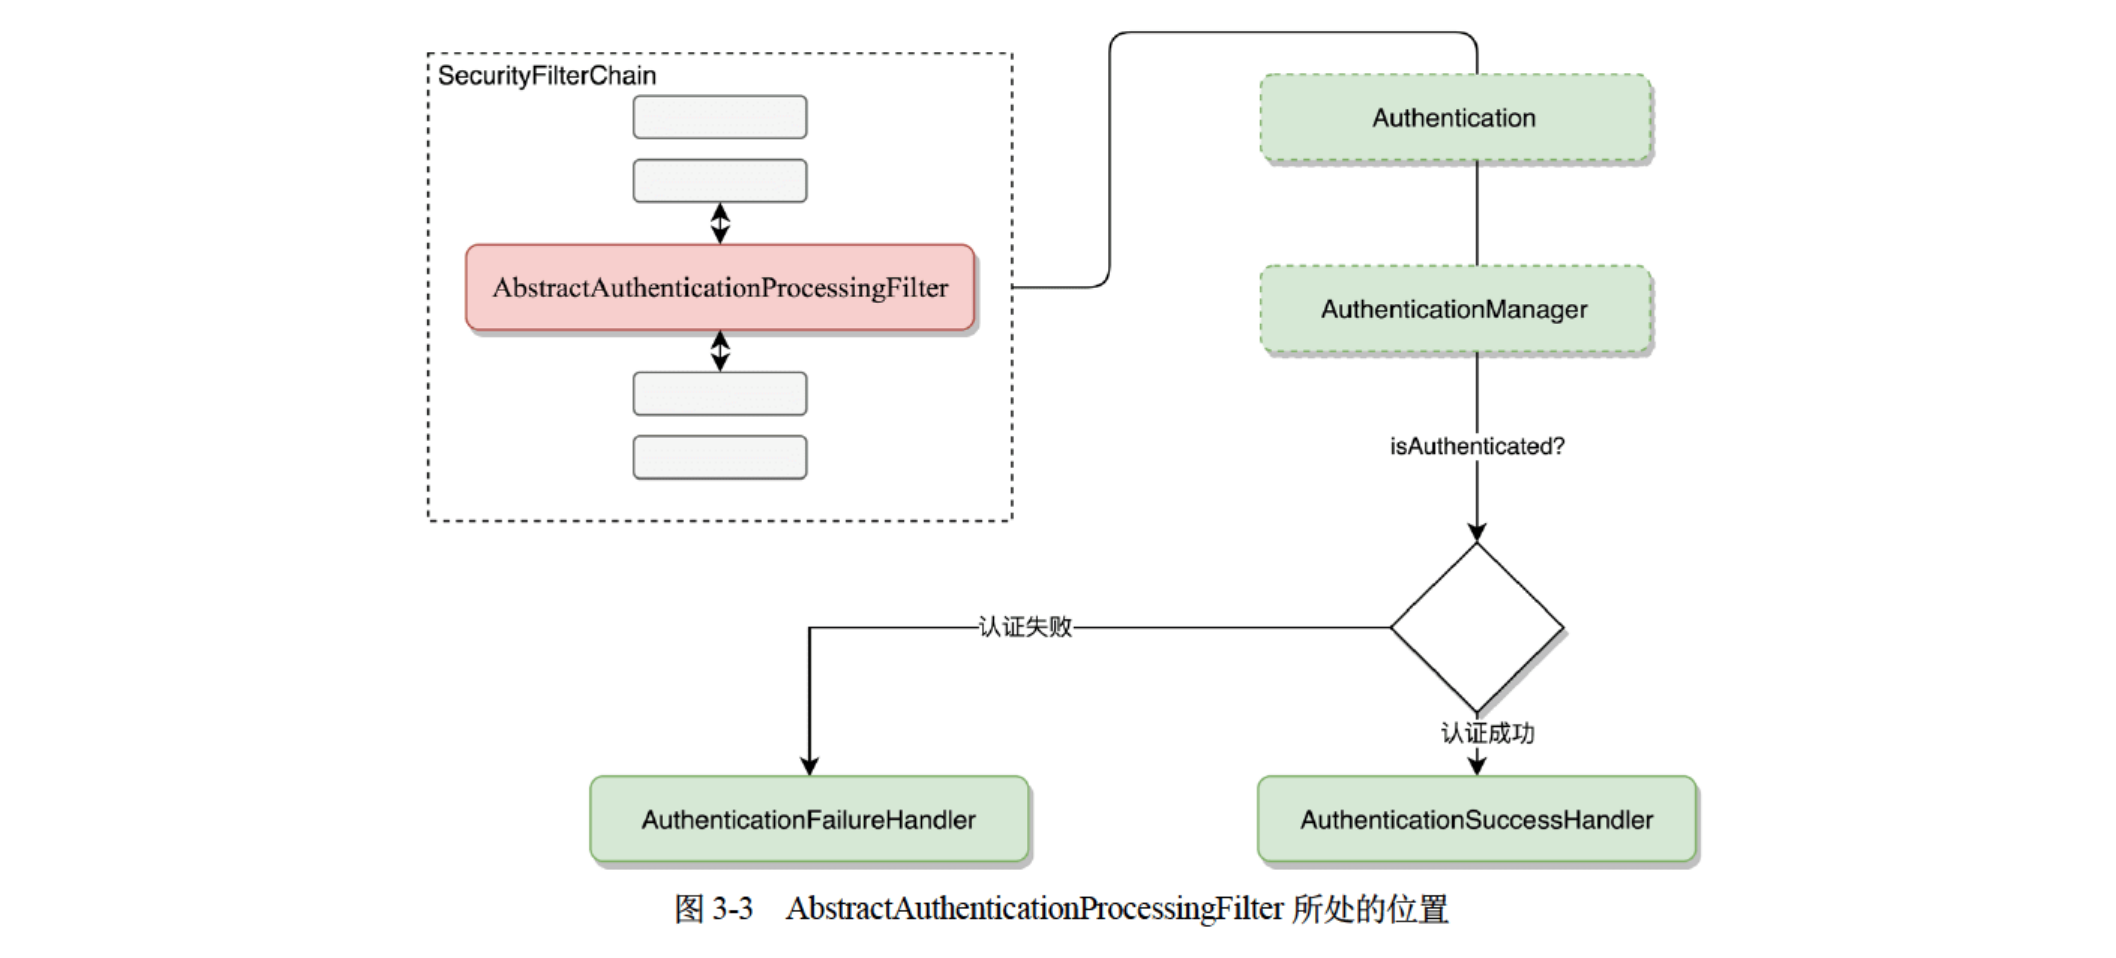 SecurityFilterChain
AbstractAuthenticationProcessingFilter
Authentication
AuthenticationManager
isAuthenticated?
认证失败
认证成功
AuthenticationFailureHandler
AuthenticationSuccessHandler
图 3-3 AbstractAuthenticationProcessingFilter 所处的位置